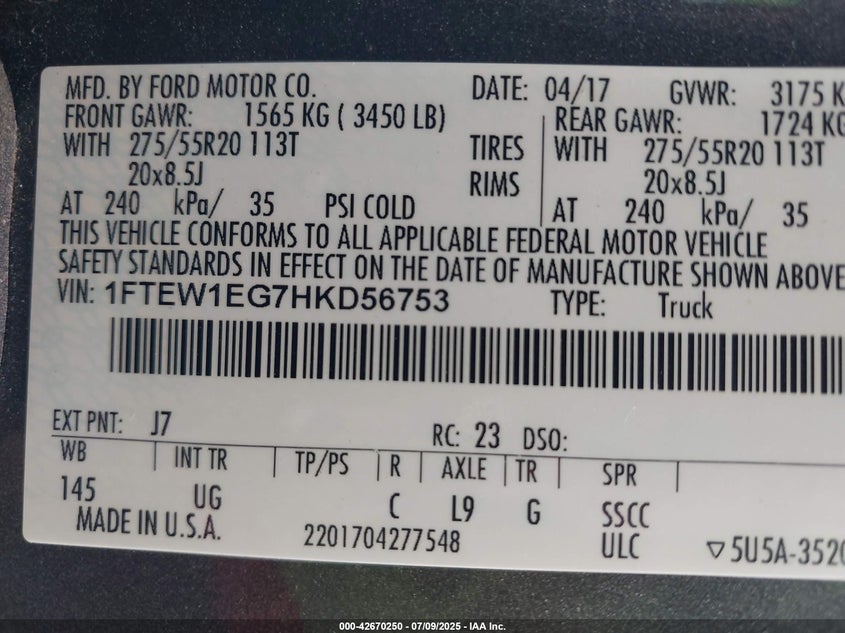 MFD. BY FORD MOTOR CO. DATE: 04/17 GVWR: 3175 K
FRONT GAWR: 1565 KG ( 3450 LB) REAR GAWR: 1724 KG
WITH 275/55R20 113T TIRES WITH 275/55R20 113T
20x8.5J RIMS 20x8.5J
AT 240 kPa/ 35 PSI COLD AT 240 kPa/ 35
THIS VEHICLE CONFORMS TO ALL APPLICABLE FEDERAL MOTOR VEHICLE
SAFETY STANDARDS IN EFFECT ON THE DATE OF MANUFACTURE SHOWN ABOVE
VIN: 1FTEW1EG7HKD56753 TYPE: Truck
EXT PNT: J7 RC: 23 DSO:
WB INT TR TP/PS R AXLE TR SPR
145 UG C L9 G SSCC
MADE IN U.S.A. 2201704277548 ULC ▽5U5A-3520
000-42670250 | 07/09/2025 - IAA Inc.